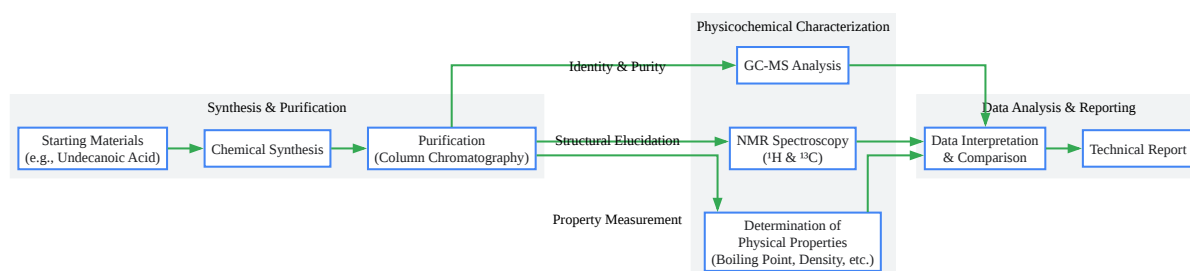 Physicochemical Characterization
Identity & Purity
GC-MS Analysis
Synthesis & Purification
Data Analysis & Reporting
Starting Materials
(e.g., Undecanoic Acid)
Chemical Synthesis
Purification
(Column Chromatography)
Structural Elucidation
NMR Spectroscopy
(¹H & ¹³C)
Data Interpretation
& Comparison
Technical Report
Property Measurement
Determination of
Physical Properties
(Boiling Point, Density, etc.)